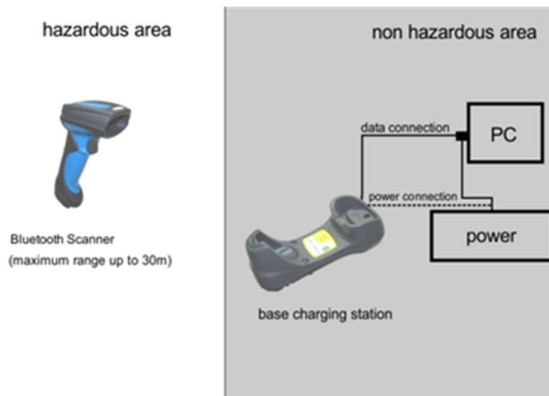 hazardous area
non hazardous area
data connection
PC
power connection
power
Bluetooth Scanner
(maximum range up to 30m)
base charging station